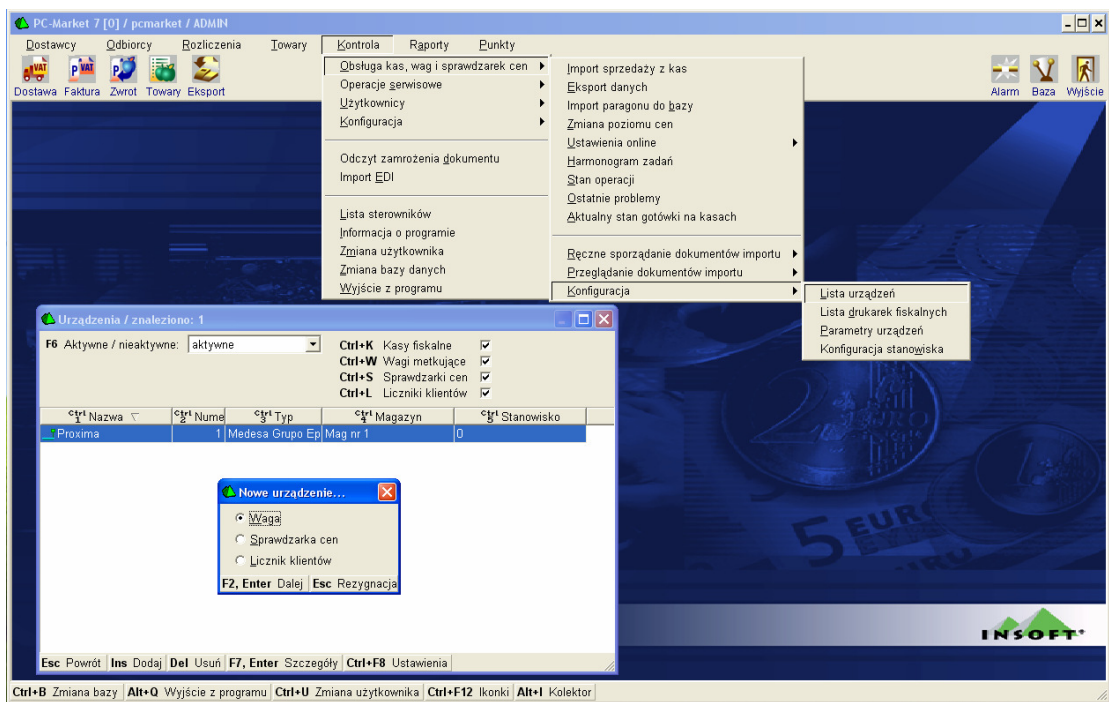 PC-Market 7 [0] / pcmarket / ADMIN
Dostawcy Odbiorcy Rozliczenia Towary Kontrola Raporty Punkty
Dostawa Faktura Zwrot Towary Eksport
Alarm Baza Wyjście
Obsługa kas, wag i sprawdzarek cen
Operacje serwisowe
Użytkownicy
Konfiguracja
Odczyt zamrożenia dokumentu
Import EDI
Lista sterowników
Informacja o programie
Zmiana użytkownika
Zmiana bazy danych
Wyjście z programu
Import sprzedaży z kas
Eksport danych
Import paragonu do bazy
Zmiana poziomu cen
Ustawienia online
Harmonogram zadań
Stan operacji
Ostatnie problemy
Aktualny stan gotówki na kasach
Ręczne sporządanie dokumentów importu
Przeglądanie dokumentów importu
Konfiguracja
Lista urządzeń
Lista drukarek fiskalnych
Parametry urządzeń
Konfiguracja stanowiska
Urządzenia / znaleziono: 1
F6 Aktywne / nieaktywne: aktywne
Ctrl+K Kasy fiskalne
Ctrl+W Wagi metkujące
Ctrl+S Sprawdzarki cen
Ctrl+L Liczniki klientów
Ctrl 1 Nazwa Ctrl 2 Nume Ctrl 3 Typ Ctrl 4 Magazyn Ctrl 5 Stanowisko
Proxima 1 Medesa Grupo Ep Mag nr 1 0
Nowe urządzenie...
Waga
Sprawdzarka cen
Licznik klientów
F2, Enter Dalej Esc Rezygnacja
Esc Powrót Ins Dodaj Del Usuń F7, Enter Szczegóły Ctrl+F8 Ustawienia
5 EURO
INSOFT
Ctrl+B Zmiana bazy Alt+Q Wyjście z programu Ctrl+U Zmiana użytkownika Ctrl+F12 Ikonki Alt+I Kolektor